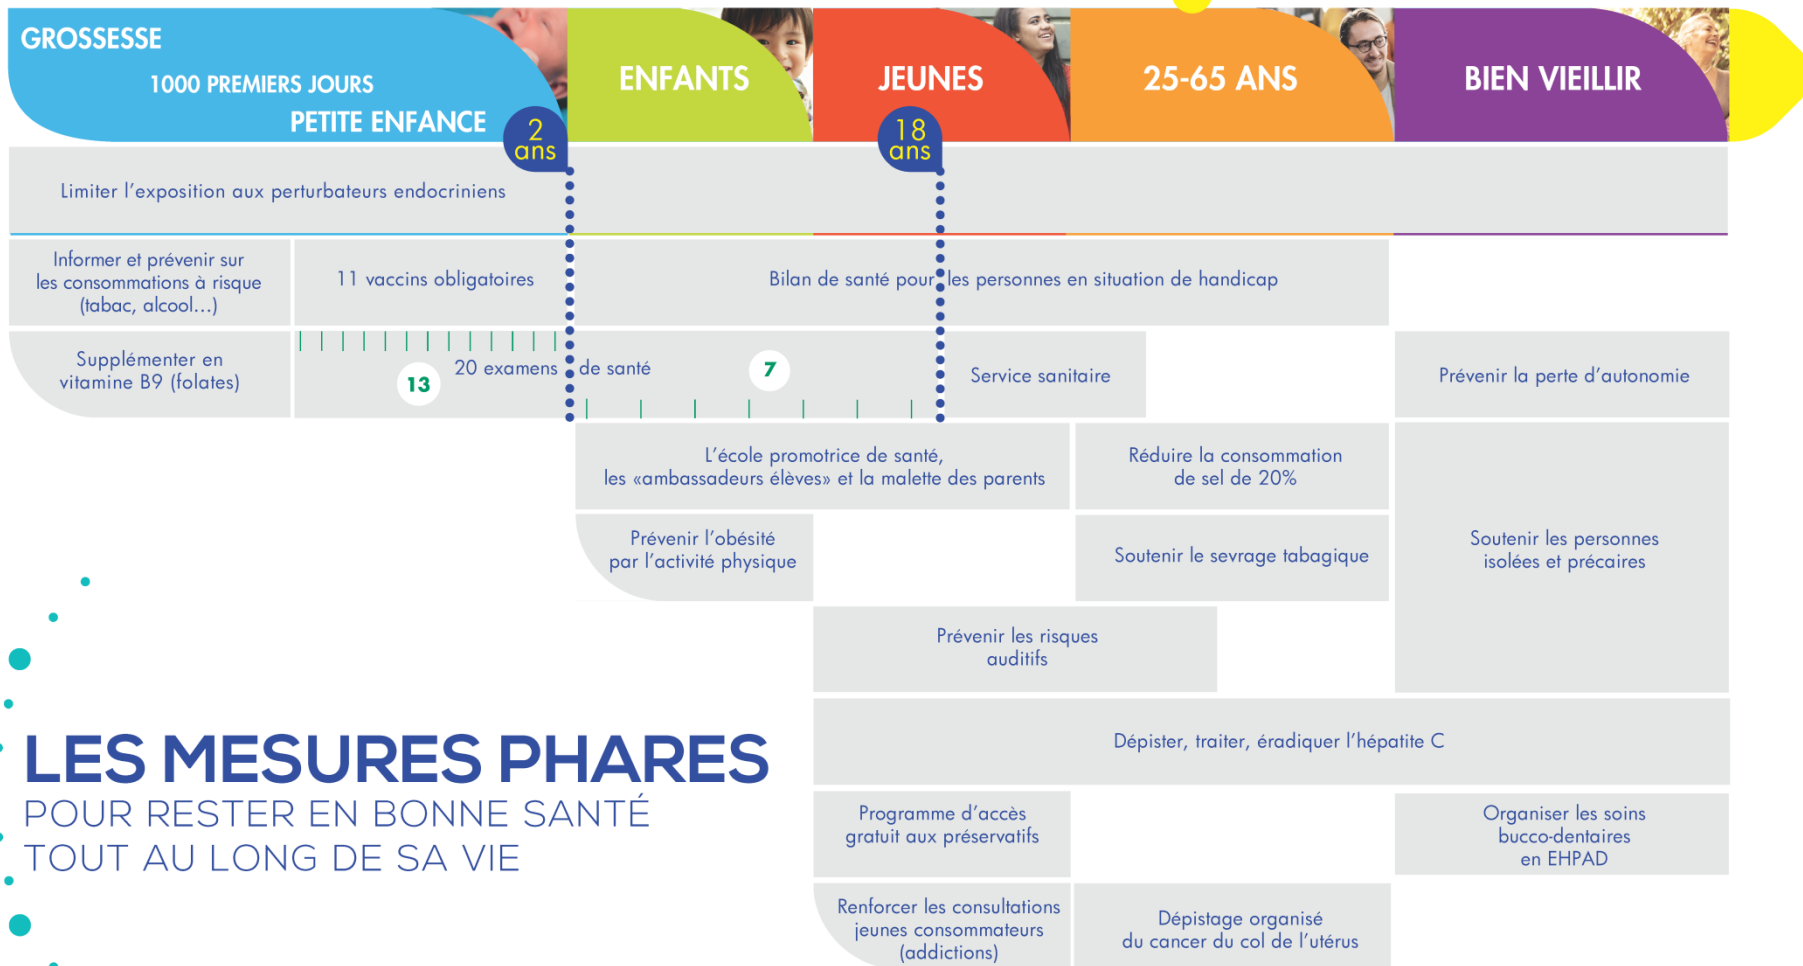 GROSSESSE
1000 PREMIERS JOURS
PETITE ENFANCE
2
ans
ENFANTS
JEUNES
18
ans
25-65 ANS
BIEN VIEILLIR
Limiter l’exposition aux perturbateurs endocriniens
Informer et prévenir sur
les consommations à risque
(tabac, alcool...)
11 vaccins obligatoires
Bilan de santé pour les personnes en situation de handicap
Supplémenter en
vitamine B9 (folates)
13
20 examens de santé
7
Service sanitaire
Prévenir la perte d’autonomie
L’école promotrice de santé,
les «ambassadeurs élèves» et la malette des parents
Réduire la consommation
de sel de 20%
Prévenir l’obésité
par l’activité physique
Soutenir le sevrage tabagique
Soutenir les personnes
isolées et précaires
Prévenir les risques
auditifs
Dépister, traiter, éradiquer l’hépatite C
LES MESURES PHARES
POUR RESTER EN BONNE SANTÉ
TOUT AU LONG DE SA VIE
Programme d’accès
gratuit aux préservatifs
Organiser les soins
bucco-dentaires
en EHPAD
Renforcer les consultations
jeunes consommateurs
(addictions)
Dépistage organisé
du cancer du col de l’utérus